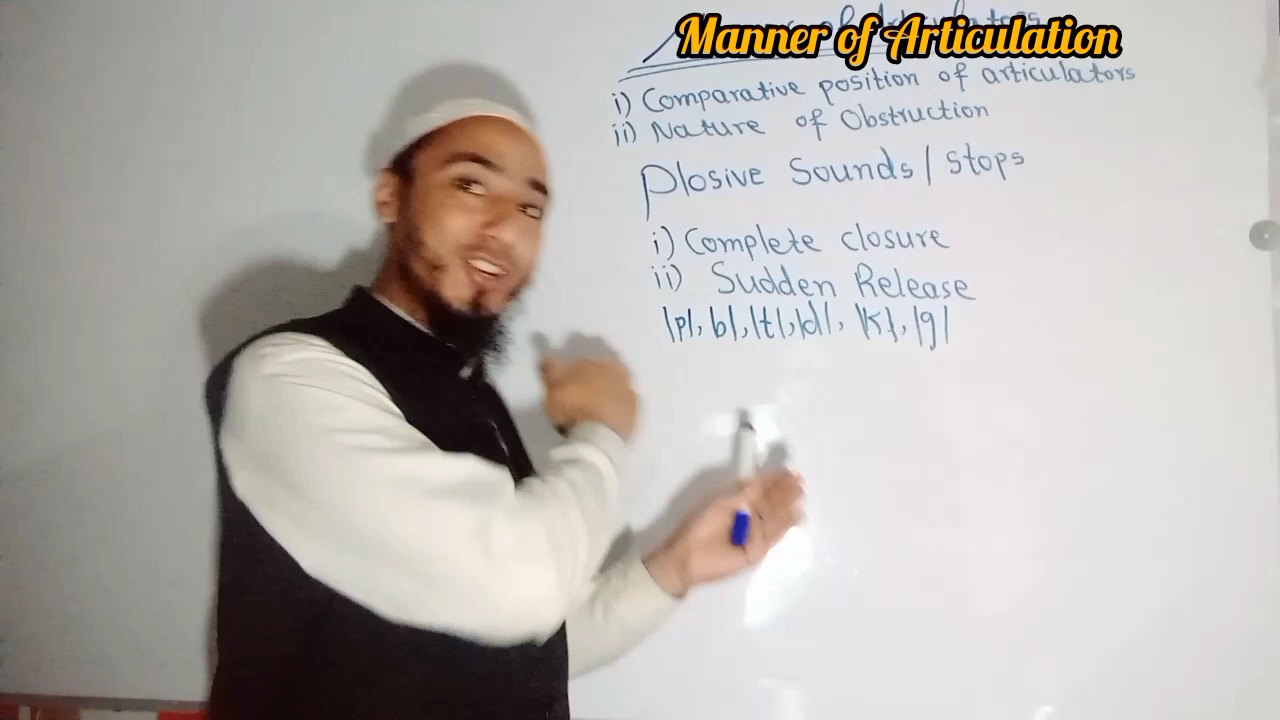 Manner of Articulation
i) Comparative position of articulators
ii) Nature of Obstruction
Plosive Sounds / Stops
i) Complete closure
ii) Sudden Release
|p|, b|, |t|, |d|, |k|, |g|